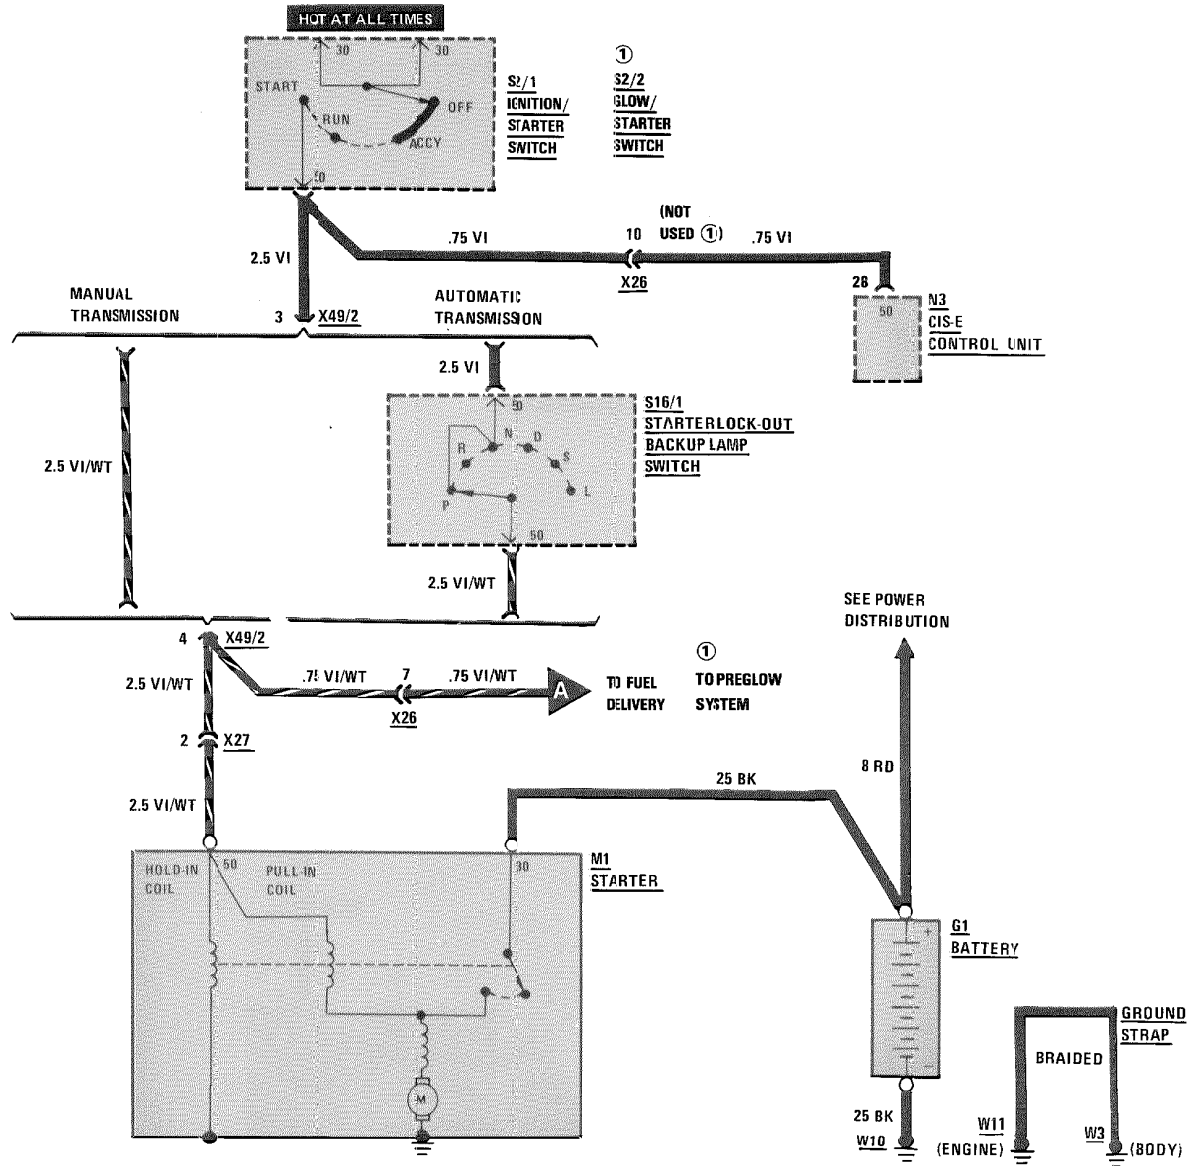 HOT AT ALL TIMES
30
30
START
RUN
OFF
ACCY
50
S2/1
IGNITION/
STARTER
SWITCH
①
S2/2
GLOW/
STARTER
SWITCH
2.5 VI
.75 VI
10
(NOT
USED ①)
.75 VI
X26
28
50
N3
CIS-E
CONTROL UNIT
MANUAL
TRANSMISSION
3
X49/2
AUTOMATIC
TRANSMISSION
2.5 VI
2.5 VI/WT
50
R
N
D
S
L
P
50
S16/1
STARTER LOCK-OUT
BACKUP LAMP
SWITCH
2.5 VI/WT
4
X49/2
2.5 VI/WT
.75 VI/WT
7
.75 VI/WT
X26
A
TO FUEL
DELIVERY
①
TO PREGLOW
SYSTEM
SEE POWER
DISTRIBUTION
2
X27
2.5 VI/WT
25 BK
8 RD
HOLD-IN
COIL
50
PULL-IN
COIL
30
M1
STARTER
M
+
-
G1
BATTERY
25 BK
W10
GROUND
STRAP
BRAIDED
W11
(ENGINE)
W3
(BODY)